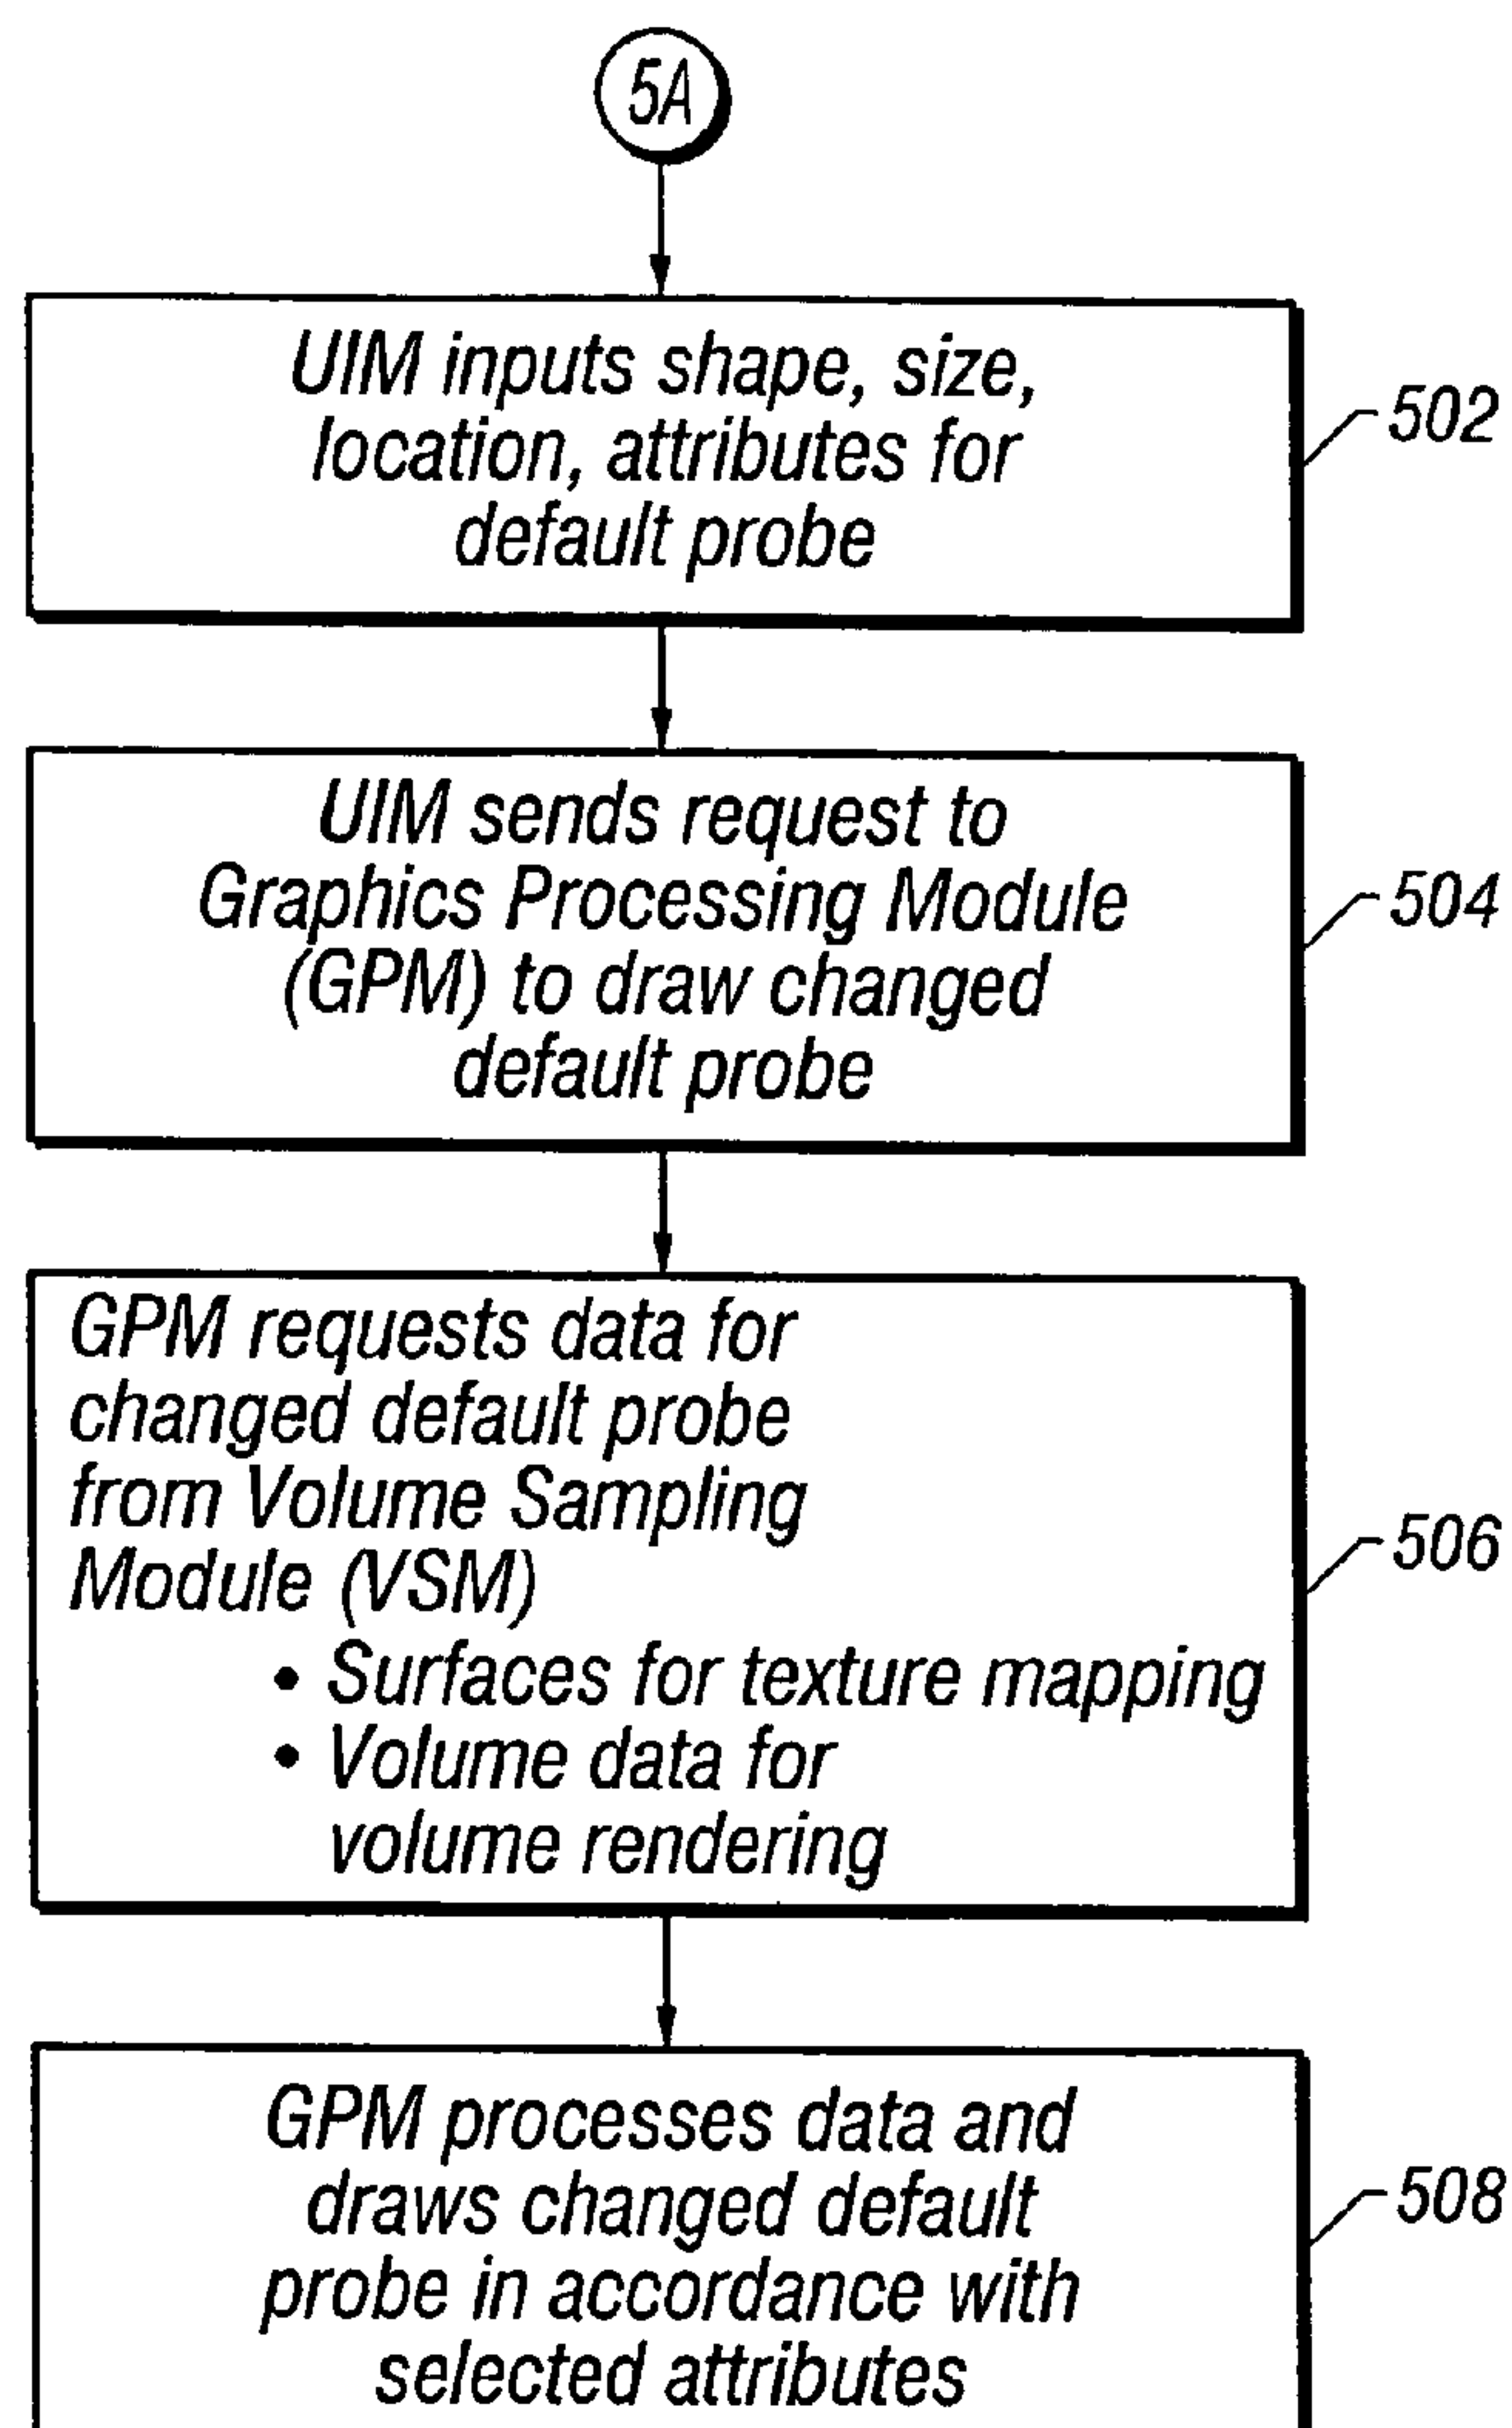 5A
UIM inputs shape, size,
location, attributes for
default probe
502
UIM sends request to
Graphics Processing Module
(GPM) to draw changed
default probe
504
GPM requests data for
changed default probe
from Volume Sampling
Module (VSM)
• Surfaces for texture mapping
• Volume data for
volume rendering
506
GPM processes data and
draws changed default
probe in accordance with
selected attributes
508